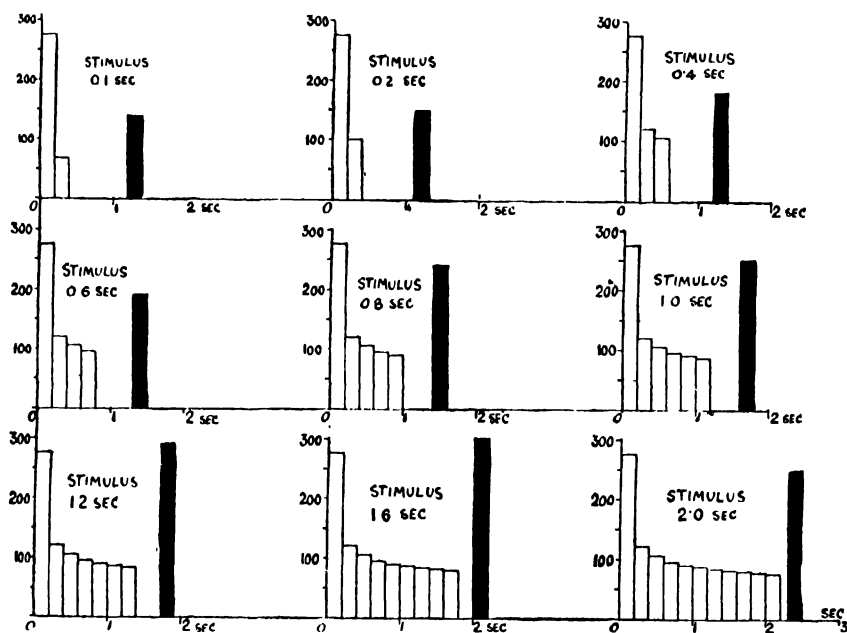 300
200
100
STIMULUS
0.1 SEC
0 1 2 SEC
300
200
100
STIMULUS
0.2 SEC
0 1 2 SEC
300
200
100
STIMULUS
0.4 SEC
0 1 2 SEC
300
200
100
STIMULUS
0.6 SEC
0 1 2 SEC
300
200
100
STIMULUS
0.8 SEC
0 1 2 SEC
300
200
100
STIMULUS
1.0 SEC
0 1 2 SEC
300
200
100
STIMULUS
1.2 SEC
0 1 2 SEC
300
200
100
STIMULUS
1.6 SEC
0 1 2 SEC
300
200
100
STIMULUS
2.0 SEC
SEC
0 1 2 3